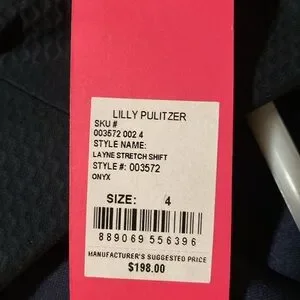 LILLY PULITZER
SKU #
003572 002 4
STYLE NAME:
LAYNE STRETCH SHIFT
STYLE #: 003572
ONYX
SIZE: 4
889069 556396
MANUFACTURER'S SUGGESTED PRICE
$198.00